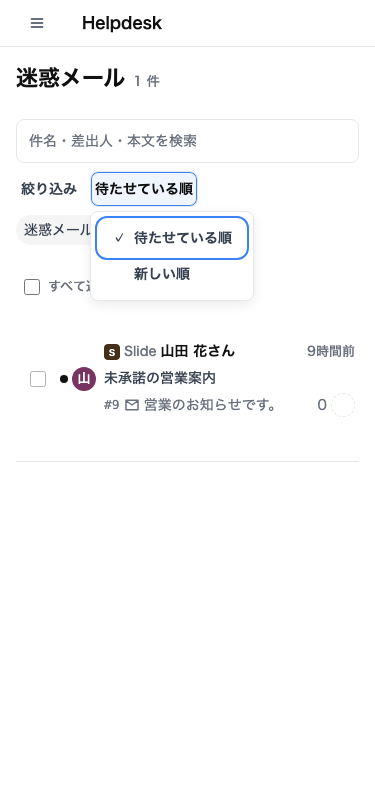 Helpdesk
迷惑メール 1 件
件名・差出人・本文を検索
絞り込み 待たせている順
迷惑メール
✓ 待たせている順
新しい順
すべて
S Slide 山田 花さん 9時間前
山 未承諾の営業案内
#9 営業のお知らせです。 0